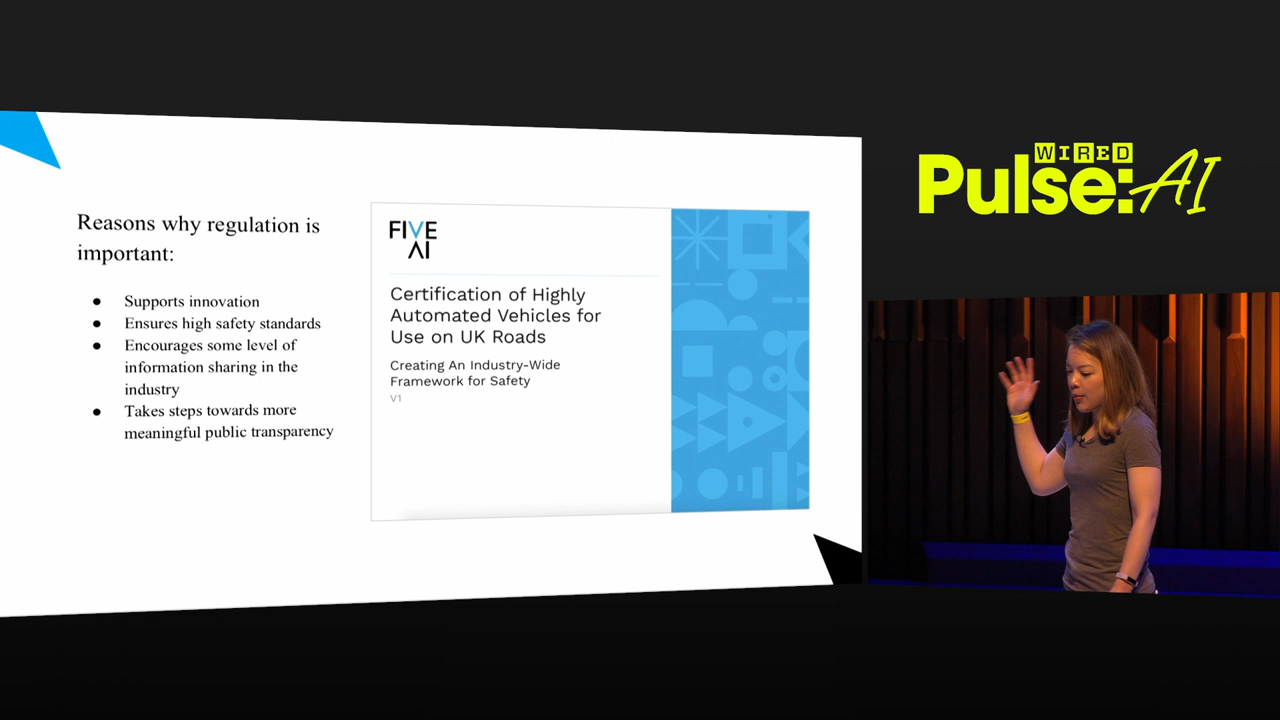 WIRED
Pulse:AI
Reasons why regulation is
important:
● Supports innovation
● Ensures high safety standards
● Encourages some level of
information sharing in the
industry
● Takes steps towards more
meaningful public transparency
FIVE
AI
Certification of Highly
Automated Vehicles for
Use on UK Roads
Creating An Industry-Wide
Framework for Safety
V1